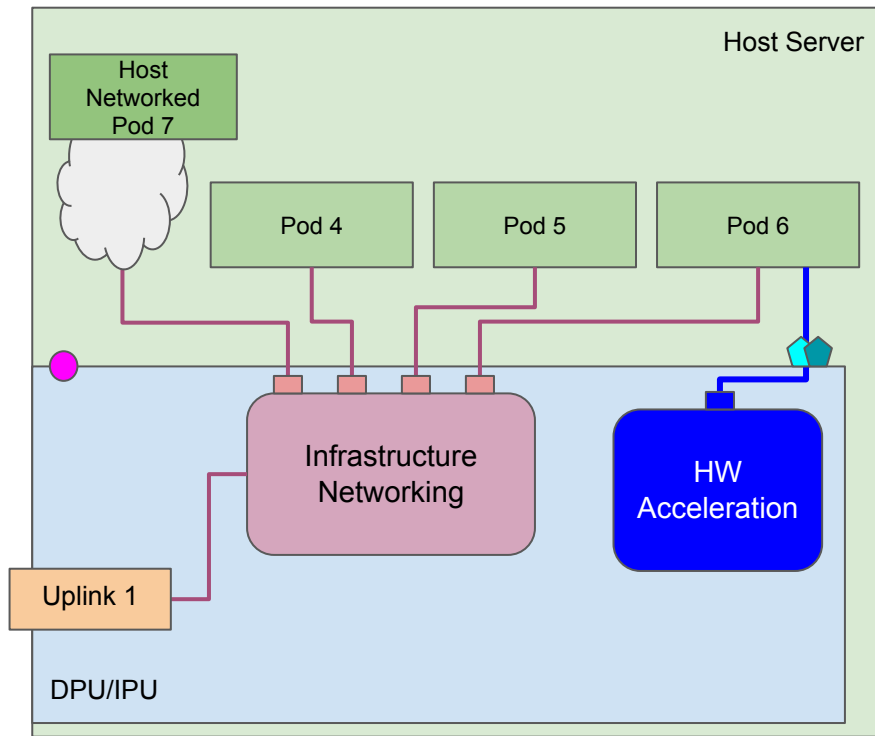 Host Server
Host
Networked
Pod 7
Pod 4
Pod 5
Pod 6
Infrastructure
Networking
HW
Acceleration
Uplink 1
DPU/IPU